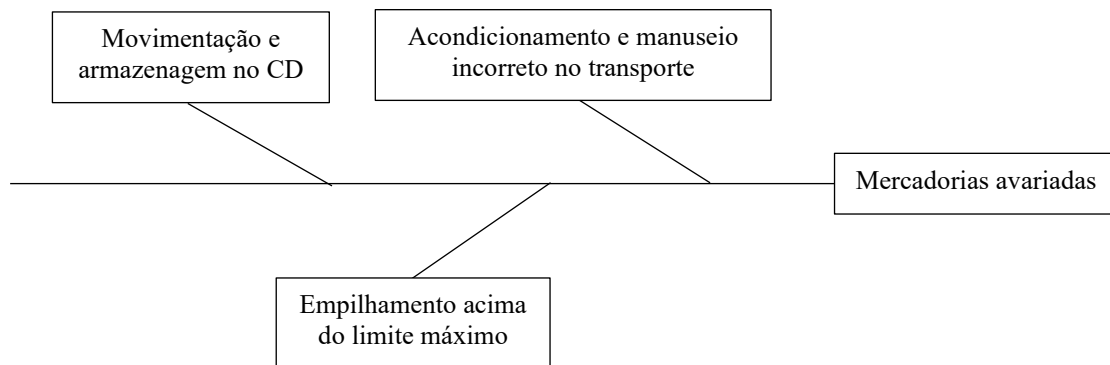 Movimentação e
armazenagem no CD
Acondicionamento e manuseio
incorreto no transporte
Mercadorias avariadas
Empilhamento acima
do limite máximo